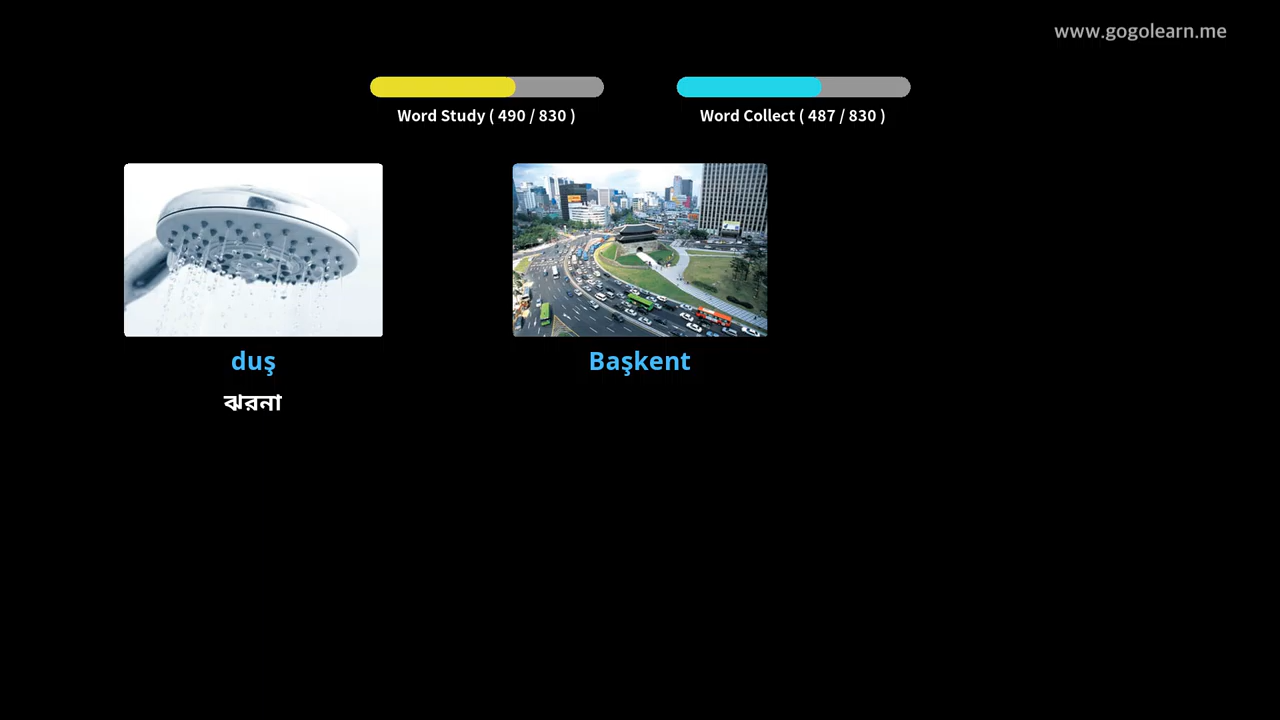 www.gogolearn.me
Word Study ( 490 / 830 )
Word Collect ( 487 / 830 )
duş
Başkent
ঝরনা